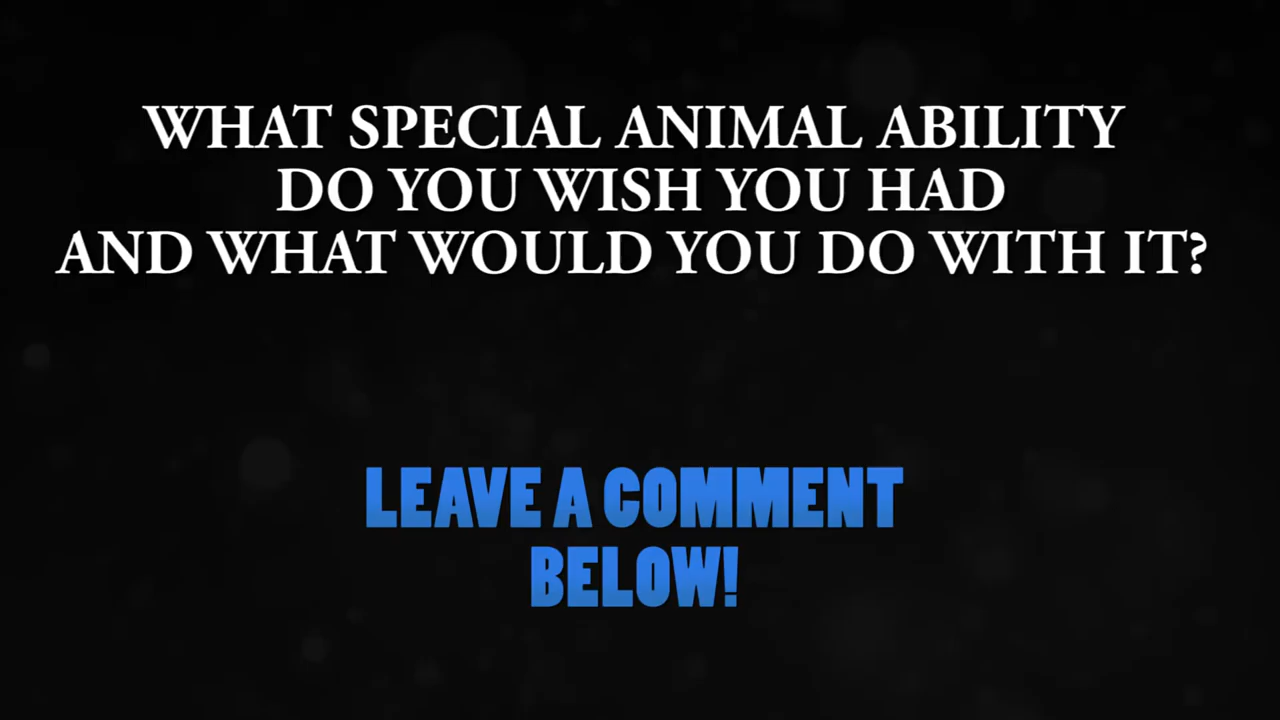 WHAT SPECIAL ANIMAL ABILITY
DO YOU WISH YOU HAD
AND WHAT WOULD YOU DO WITH IT?
LEAVE A COMMENT
BELOW!